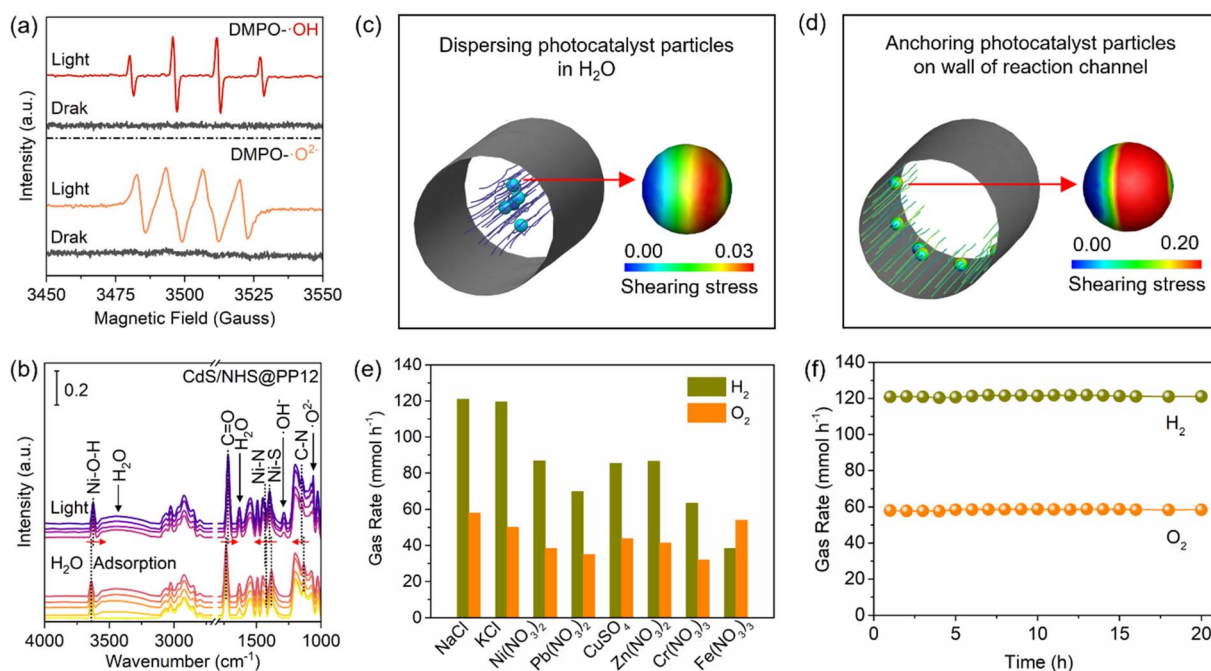 (a)
DMPO-·OH
Light
Drak
DMPO-·O²⁻
Light
Drak
Intensity (a.u.)
3450 3475 3500 3525 3550
Magnetic Field (Gauss)
(c)
Dispersing photocatalyst particles
in H₂O
0.00 0.03
Shearing stress
(d)
Anchoring photocatalyst particles
on wall of reaction channel
0.00 0.20
Shearing stress
(b)
CdS/NHS@PP12
0.2
Ni-O-H
H₂O
C=O
H₂O
Ni-N
Ni-S
·OH⁻
C-N
·O²⁻
Light
H₂O Adsorption
Intensity (a.u.)
4000 3000 1500 1000
Wavenumber (cm⁻¹)
(e)
H₂
O₂
Gas Rate (mmol h⁻¹)
140
120
100
80
60
40
20
0
NaCl
KCl
Ni(NO₃)₂
Pb(NO₃)₂
CuSO₄
Zn(NO₃)₂
Cr(NO₃)₃
Fe(NO₃)₃
(f)
H₂
O₂
Gas Rate (mmol h⁻¹)
140
120
100
80
60
40
20
0
0 5 10 15 20
Time (h)